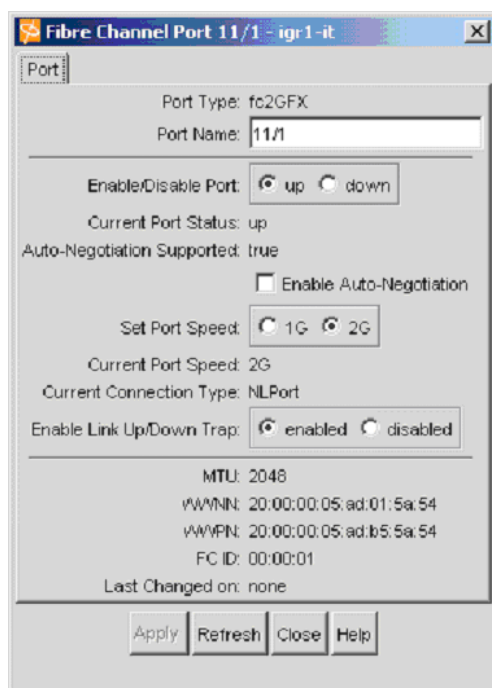 Fibre Channel Port 11/1 - igr1-it
Port
Port Type: fc2GFX
Port Name: 11/1
Enable/Disable Port: up down
Current Port Status: up
Auto-Negotiation Supported: true
Enable Auto-Negotiation
Set Port Speed: 1G 2G
Current Port Speed: 2G
Current Connection Type: NLPort
Enable Link Up/Down Trap: enabled disabled
MTU: 2048
WWNN: 20:00:00:05:ad:01:5a:54
WWPN: 20:00:00:05:ad:b5:5a:54
FC ID: 00:00:01
Last Changed on: none
Apply Refresh Close Help